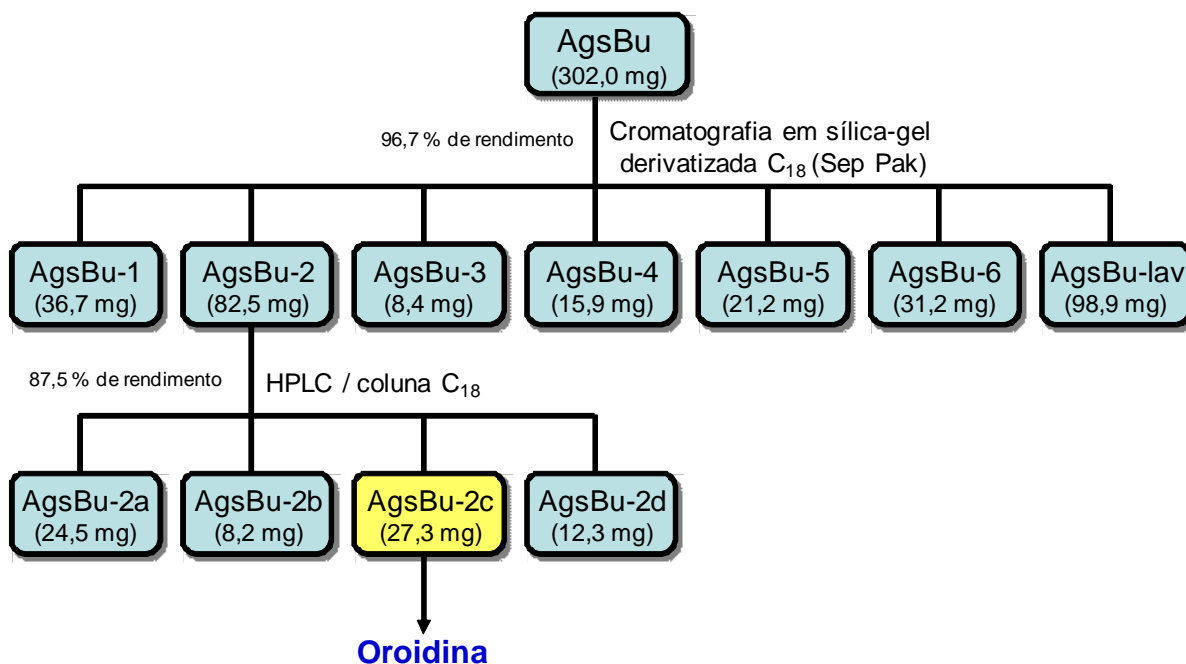 AgsBu
(302,0 mg)
96,7 % de rendimento
Cromatografia em sílica-gel
derivatizada C18 (Sep Pak)
AgsBu-1
(36,7 mg)
AgsBu-2
(82,5 mg)
AgsBu-3
(8,4 mg)
AgsBu-4
(15,9 mg)
AgsBu-5
(21,2 mg)
AgsBu-6
(31,2 mg)
AgsBu-lav
(98,9 mg)
87,5 % de rendimento
HPLC / coluna C18
AgsBu-2a
(24,5 mg)
AgsBu-2b
(8,2 mg)
AgsBu-2c
(27,3 mg)
AgsBu-2d
(12,3 mg)
Oroidina